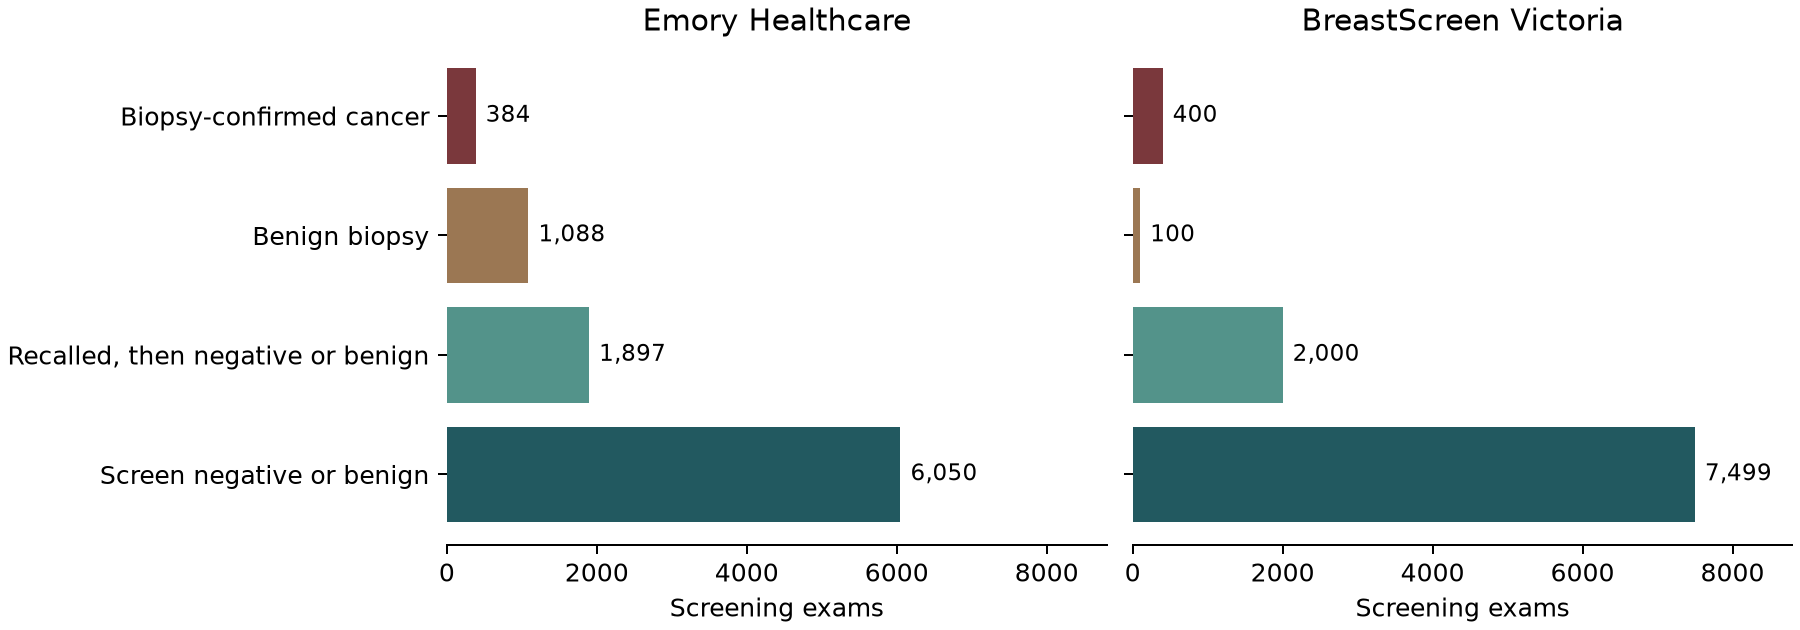 Emory Healthcare
BreastScreen Victoria
Biopsy-confirmed cancer
384
400
Benign biopsy
1,088
100
Recalled, then negative or benign
1,897
2,000
Screen negative or benign
6,050
7,499
0 2000 4000 6000 8000
0 2000 4000 6000 8000
Screening exams
Screening exams